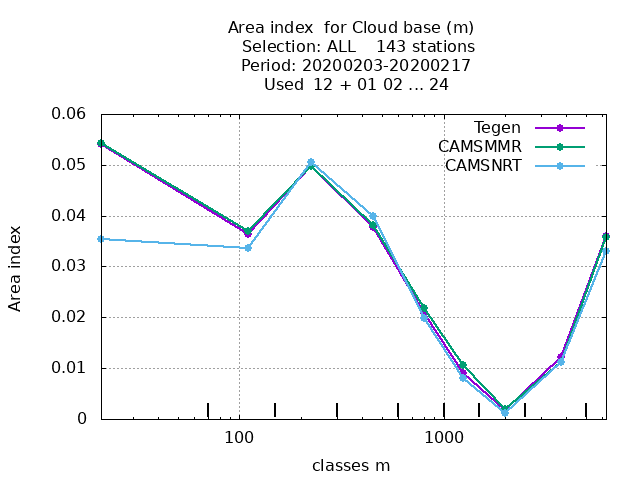 Area index  for Cloud base (m)
Selection: ALL    143 stations
Period: 20200203-20200217
Used  12 + 01 02 ... 24
Tegen
CAMSMMR
CAMSNRT
Area index
0.06
0.05
0.04
0.03
0.02
0.01
0
100
1000
classes m